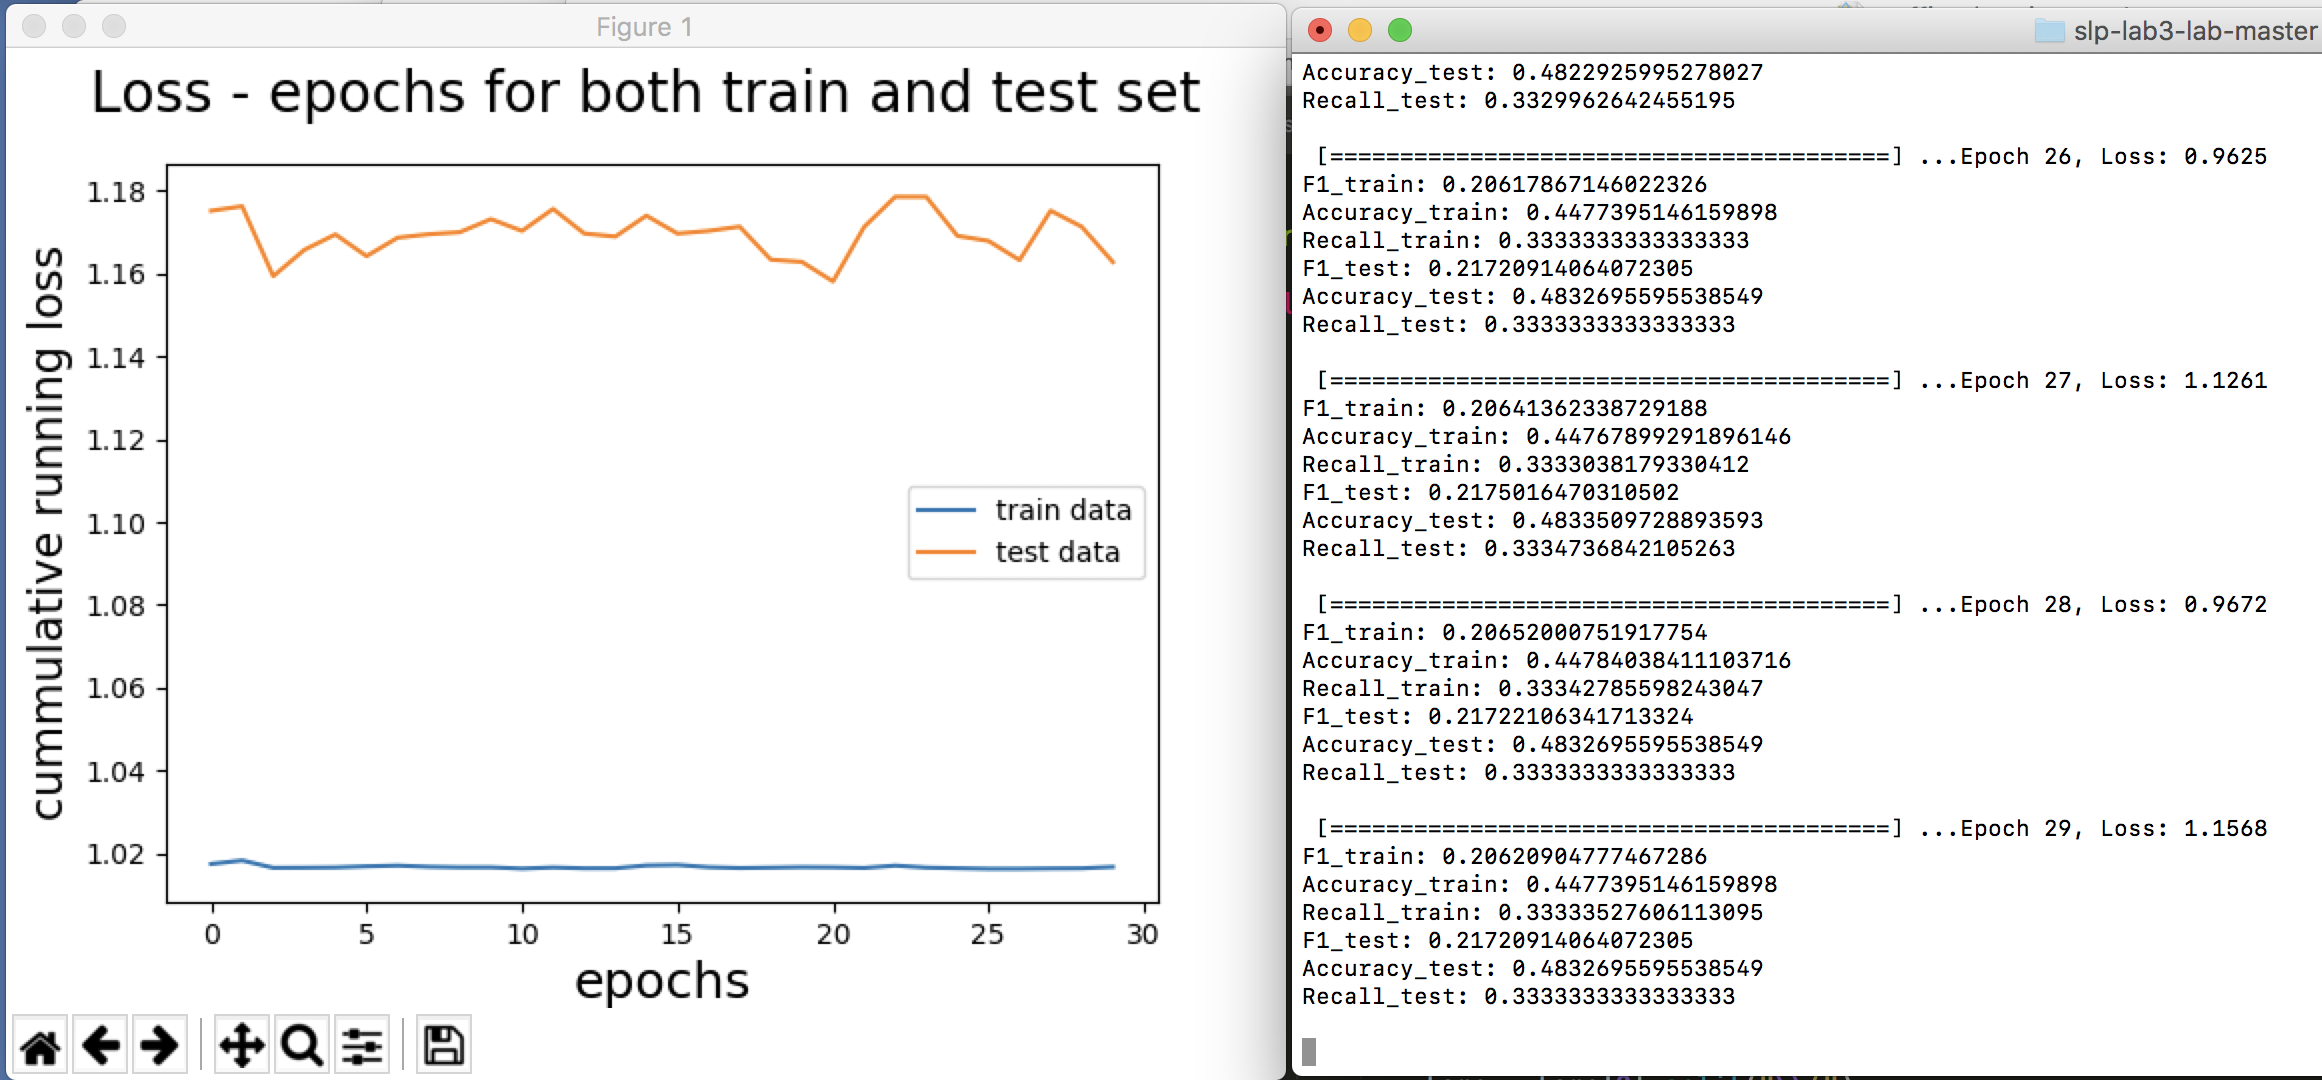 Figure 1
Loss - epochs for both train and test set
cummulative running loss
1.18
1.16
1.14
1.12
1.10
1.08
1.06
1.04
1.02
train data
test data
0 5 10 15 20 25 30
epochs
slp-lab3-lab-master
Accuracy_test: 0.4822925995278027
Recall_test: 0.3329962642455195
[========================================] ...Epoch 26, Loss: 0.9625
F1_train: 0.20617867146022326
Accuracy_train: 0.4477395146159898
Recall_train: 0.3333333333333333
F1_test: 0.21720914064072305
Accuracy_test: 0.4832695595538549
Recall_test: 0.3333333333333333
[========================================] ...Epoch 27, Loss: 1.1261
F1_train: 0.20641362338729188
Accuracy_train: 0.44767899291896146
Recall_train: 0.3333038179330412
F1_test: 0.2175016470310502
Accuracy_test: 0.4833509728893593
Recall_test: 0.3334736842105263
[========================================] ...Epoch 28, Loss: 0.9672
F1_train: 0.20652000751917754
Accuracy_train: 0.44784038411103716
Recall_train: 0.33342785598243047
F1_test: 0.21722106341713324
Accuracy_test: 0.4832695595538549
Recall_test: 0.3333333333333333
[========================================] ...Epoch 29, Loss: 1.1568
F1_train: 0.20620904777467286
Accuracy_train: 0.4477395146159898
Recall_train: 0.33333527606113095
F1_test: 0.21720914064072305
Accuracy_test: 0.4832695595538549
Recall_test: 0.3333333333333333